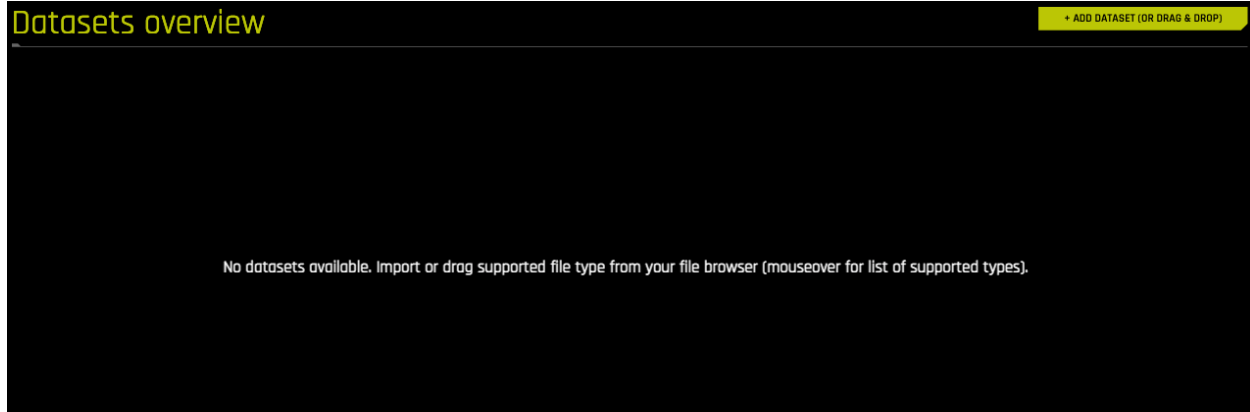 Datasets overview
+ ADD DATASET (OR DRAG & DROP)
No datasets available. Import or drag supported file type from your file browser (mouseover for list of supported types).